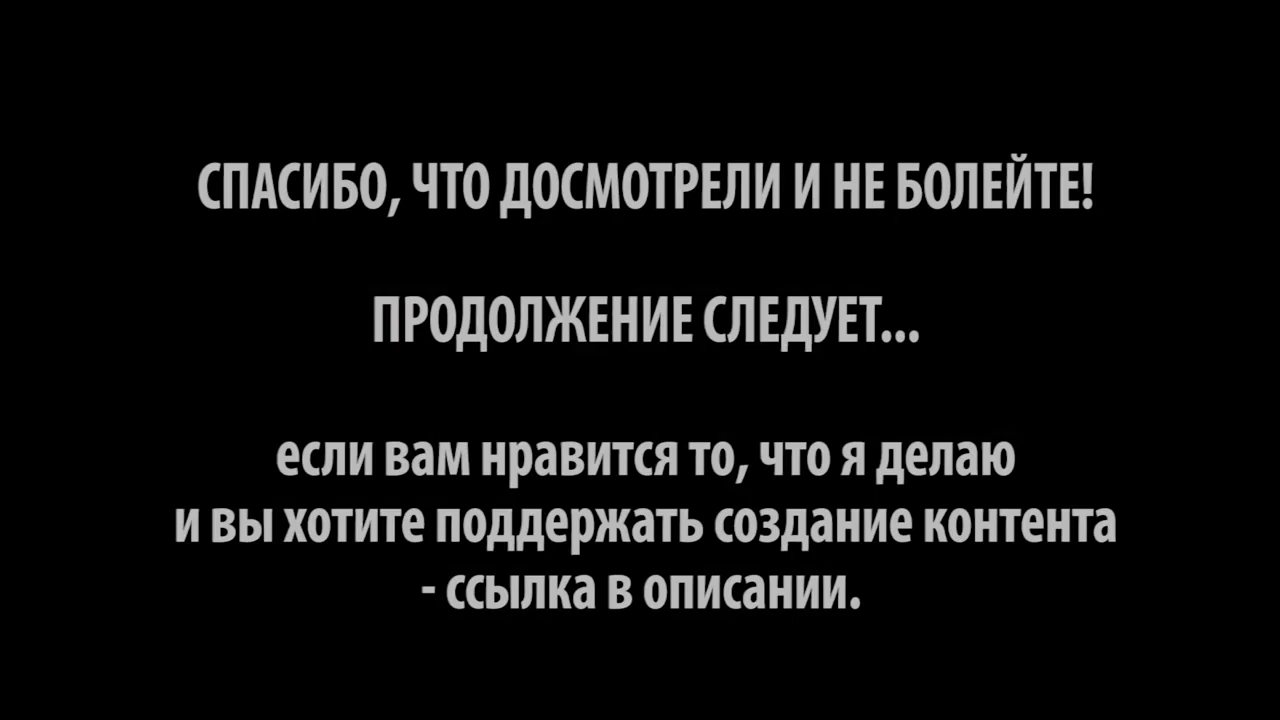 СПАСИБО, ЧТО ДОСМОТРЕЛИ И НЕ БОЛЕЙТЕ!
ПРОДОЛЖЕНИЕ СЛЕДУЕТ...
если вам нравится то, что я делаю
и вы хотите поддержать создание контента
- ссылка в описании.